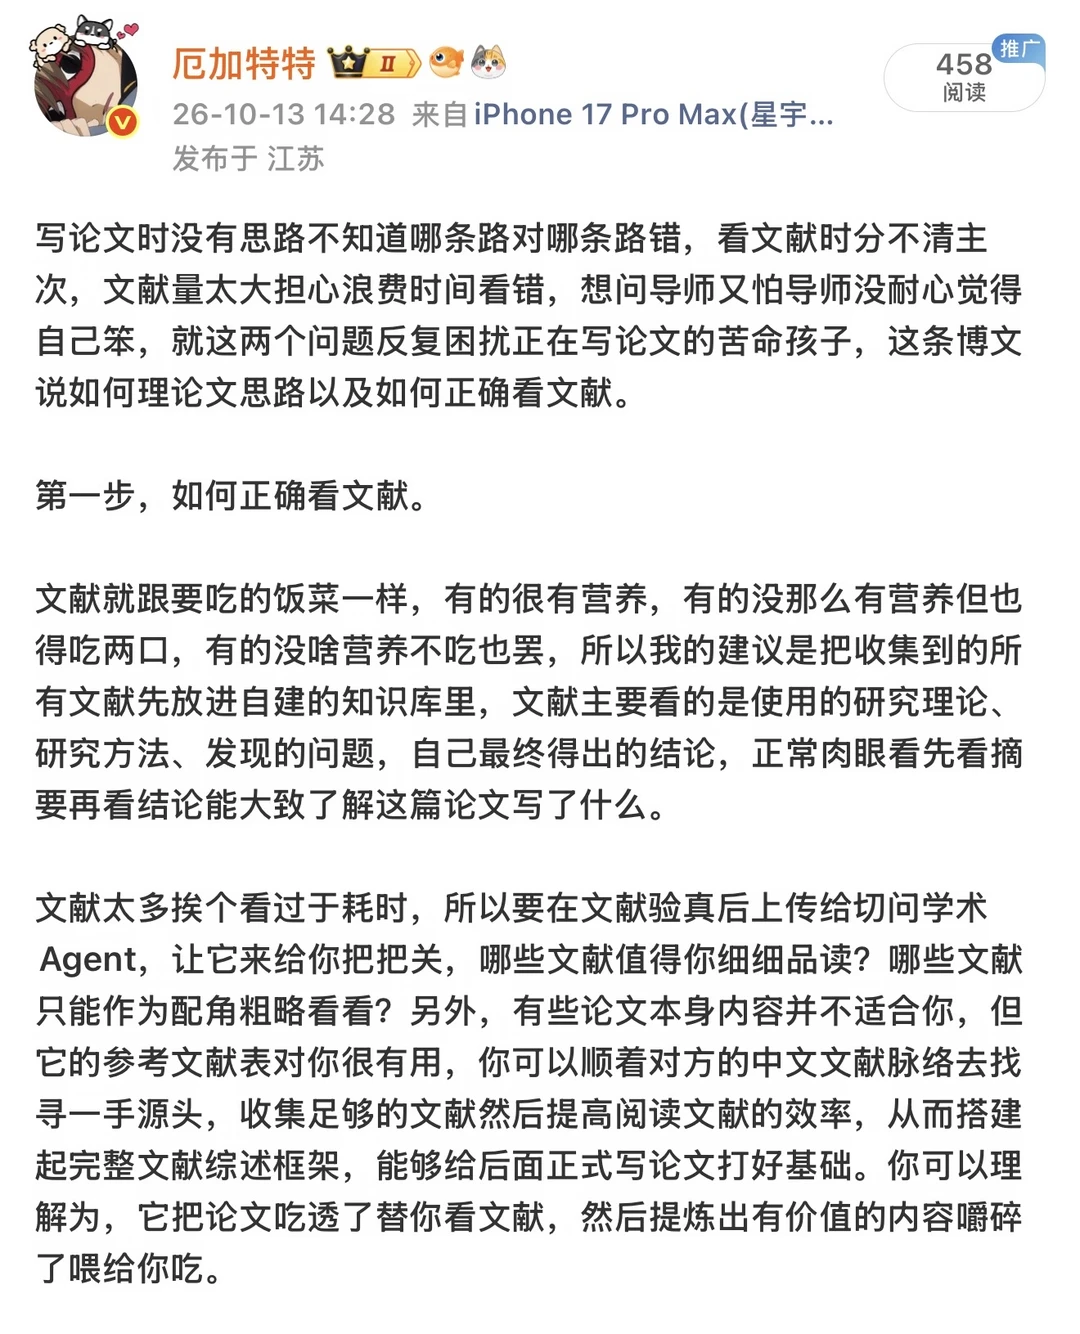 厄加特特 II
458
推广
阅读
26-10-13 14:28 来自 iPhone 17 Pro Max(星宇...
发布于 江苏
写论文时没有思路不知道哪条路对哪条路错，看文献时分不清主
次，文献量太大担心浪费时间看错，想问导师又怕导师没耐心觉得
自己笨，就这两个问题反复困扰正在写论文的苦命孩子，这条博文
说如何理论文思路以及如何正确看文献。
第一步，如何正确看文献。
文献就跟要吃的饭菜一样，有的很有营养，有的没那么有营养但也
得吃两口，有的没啥营养不吃也罢，所以我的建议是把收集到的所
有文献先放进自建的知识库里，文献主要看的是使用的研究理论、
研究方法、发现的问题，自己最终得出的结论，正常肉眼看先看摘
要再看结论能大致了解这篇论文写了什么。
文献太多挨个看过于耗时，所以要在文献验真后上传给切问学术
Agent，让它来给你把把关，哪些文献值得你细细品读？哪些文献
只能作为配角粗略看看？另外，有些论文本身内容并不适合你，但
它的参考文献表对你很有用，你可以顺着对方的中文文献脉络去找
寻一手源头，收集足够的文献然后提高阅读文献的效率，从而搭建
起完整文献综述框架，能够给后面正式写论文打好基础。你可以理
解为，它把论文吃透了替你看文献，然后提炼出有价值的内容嚼碎
了喂给你吃。